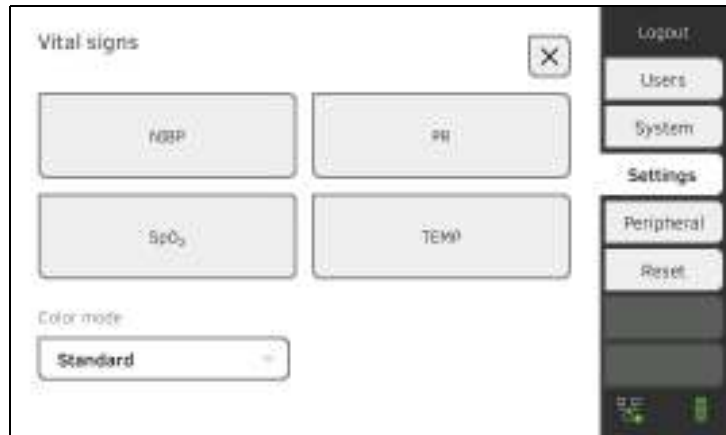 Vital signs
Logout
Users
NIBP
PR
System
Settings
SpO₂
TEMP
Peripheral
Reset
Color mode
Standard